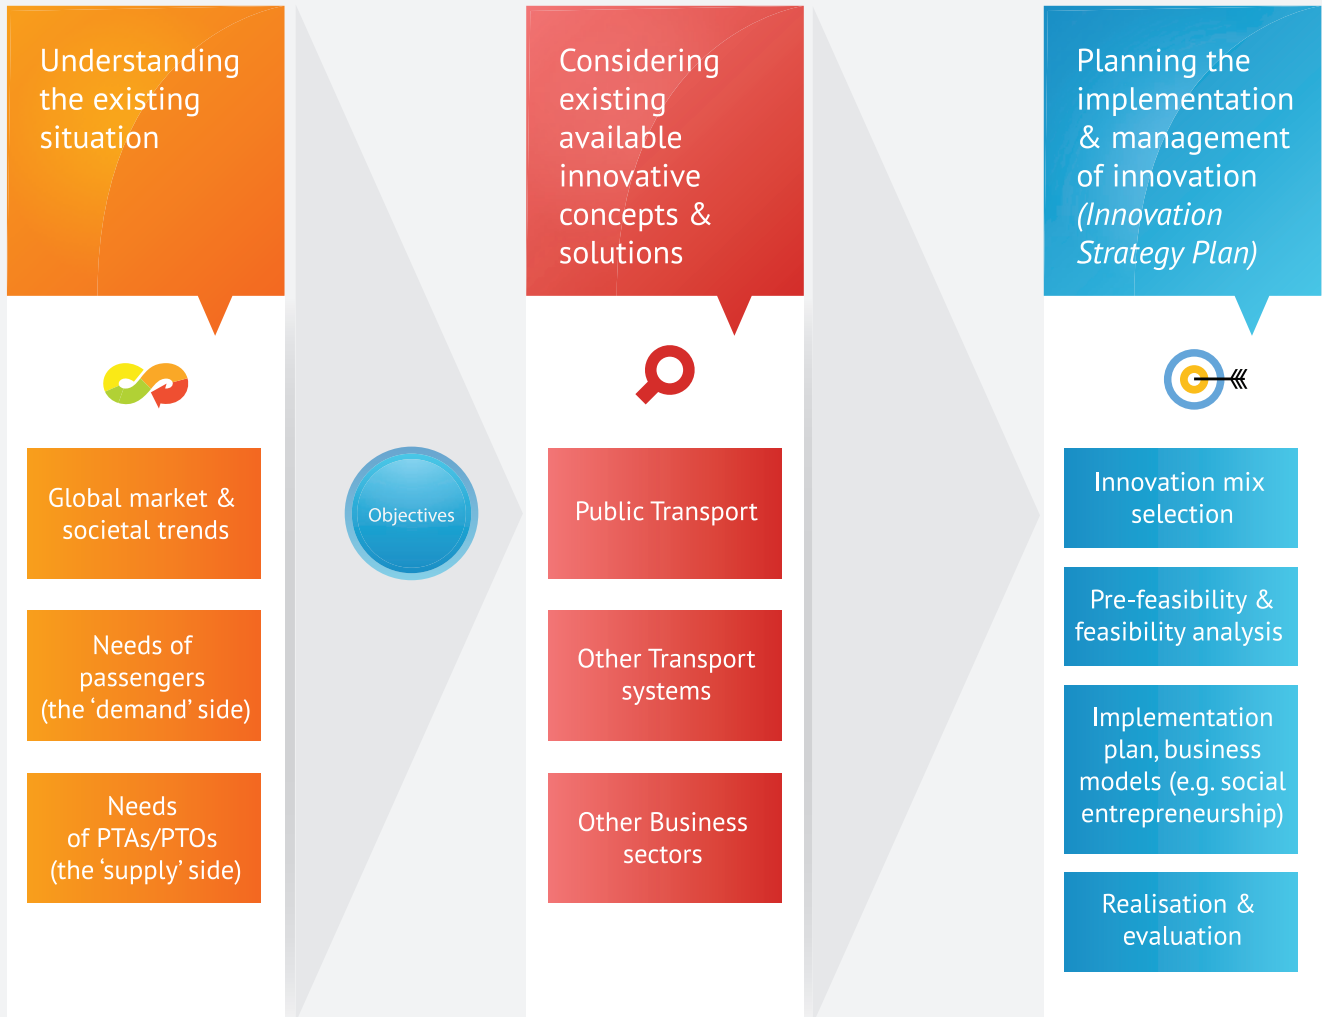 Understanding
the existing
situation
Global market &
societal trends
Needs of
passengers
(the ‘demand’ side)
Needs
of PTAs/PTOs
(the ‘supply’ side)
Objectives
Considering
existing
available
innovative
concepts &
solutions
Public Transport
Other Transport
systems
Other Business
sectors
Planning the
implementation
& management
of innovation
(Innovation
Strategy Plan)
Innovation mix
selection
Pre-feasibility &
feasibility analysis
Implementation
plan, business
models (e.g. social
entrepreneurship)
Realisation &
evaluation